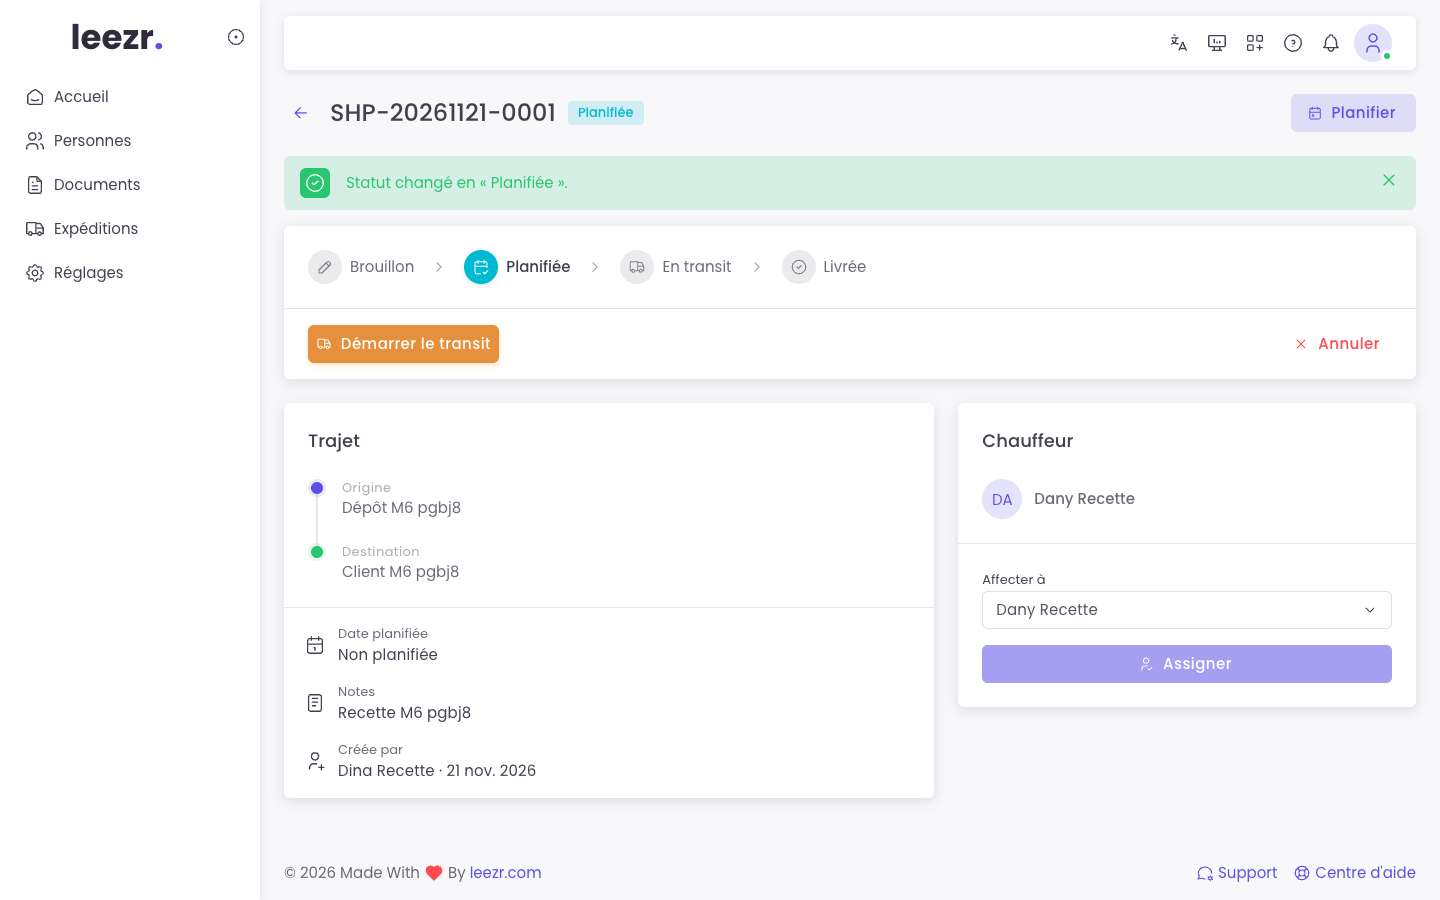 leezr.
Accueil
Personnes
Documents
Expéditions
Réglages
SHP-20261121-0001
Planifiée
Planifier
Statut changé en « Planifiée ».
Brouillon
Planifiée
En transit
Livrée
Démarrer le transit
Annuler
Trajet
Origine
Dépôt M6 pgbj8
Destination
Client M6 pgbj8
Date planifiée
Non planifiée
Notes
Recette M6 pgbj8
Créée par
Dina Recette · 21 nov. 2026
Chauffeur
DA
Dany Recette
Affecter à
Dany Recette
Assigner
© 2026 Made With By leezr.com
Support
Centre d'aide